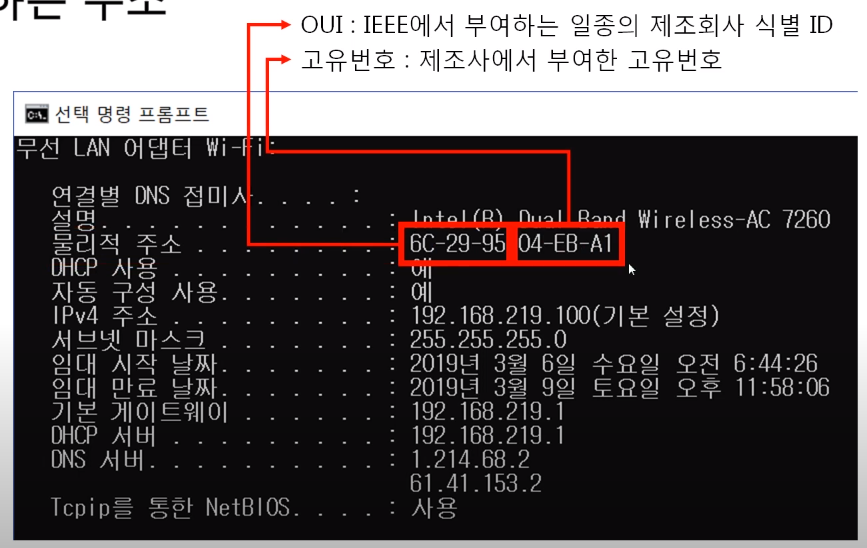 하는 주소
OUI : IEEE에서 부여하는 일종의 제조회사 식별 ID
고유번호 : 제조사에서 부여한 고유번호
선택 명령 프롬프트
무선 LAN 어댑터 Wi-Fi:
연결별 DNS 접미사. . . . :
설명. . . . . . . . . . . . : Intel(R) Dual Band Wireless-AC 7260
물리적 주소 . . . . . . . . : 6C-29-95-04-EB-A1
DHCP 사용 . . . . . . . . . : 예
자동 구성 사용. . . . . . . : 예
IPv4 주소 . . . . . . . . . : 192.168.219.100(기본 설정)
서브넷 마스크 . . . . . . . : 255.255.255.0
임대 시작 날짜. . . . . . . : 2019년 3월 6일 수요일 오전 6:44:26
임대 만료 날짜. . . . . . . : 2019년 3월 9일 토요일 오후 11:58:06
기본 게이트웨이 . . . . . . : 192.168.219.1
DHCP 서버 . . . . . . . . . : 192.168.219.1
DNS 서버. . . . . . . . . . : 1.214.68.2
61.41.153.2
Tcpip를 통한 NetBIOS. . . . : 사용